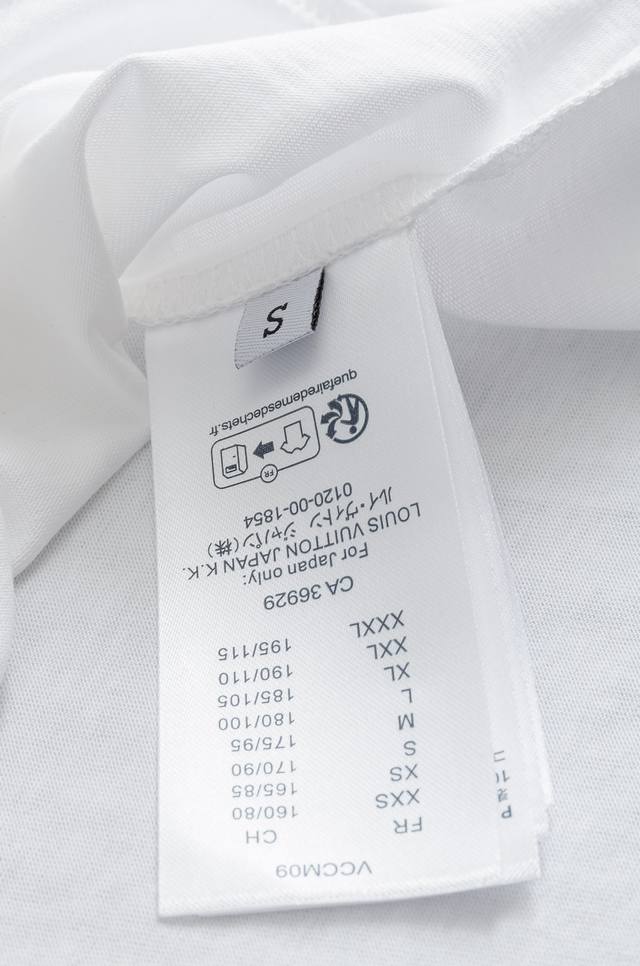 VCCM09
FR CH
XXS 160/80
XS 165/85
S 170/90
M 175/95
L 180/100
XL 185/105
XXL 190/110
XXXL 195/115
CA 36929
For Japan only:
LOUIS VUITTON JAPAN K.K.
ルイ・ヴィトン ジャパン(株)
0120-00-1854
FR
quefairedemesdechets.fr
S